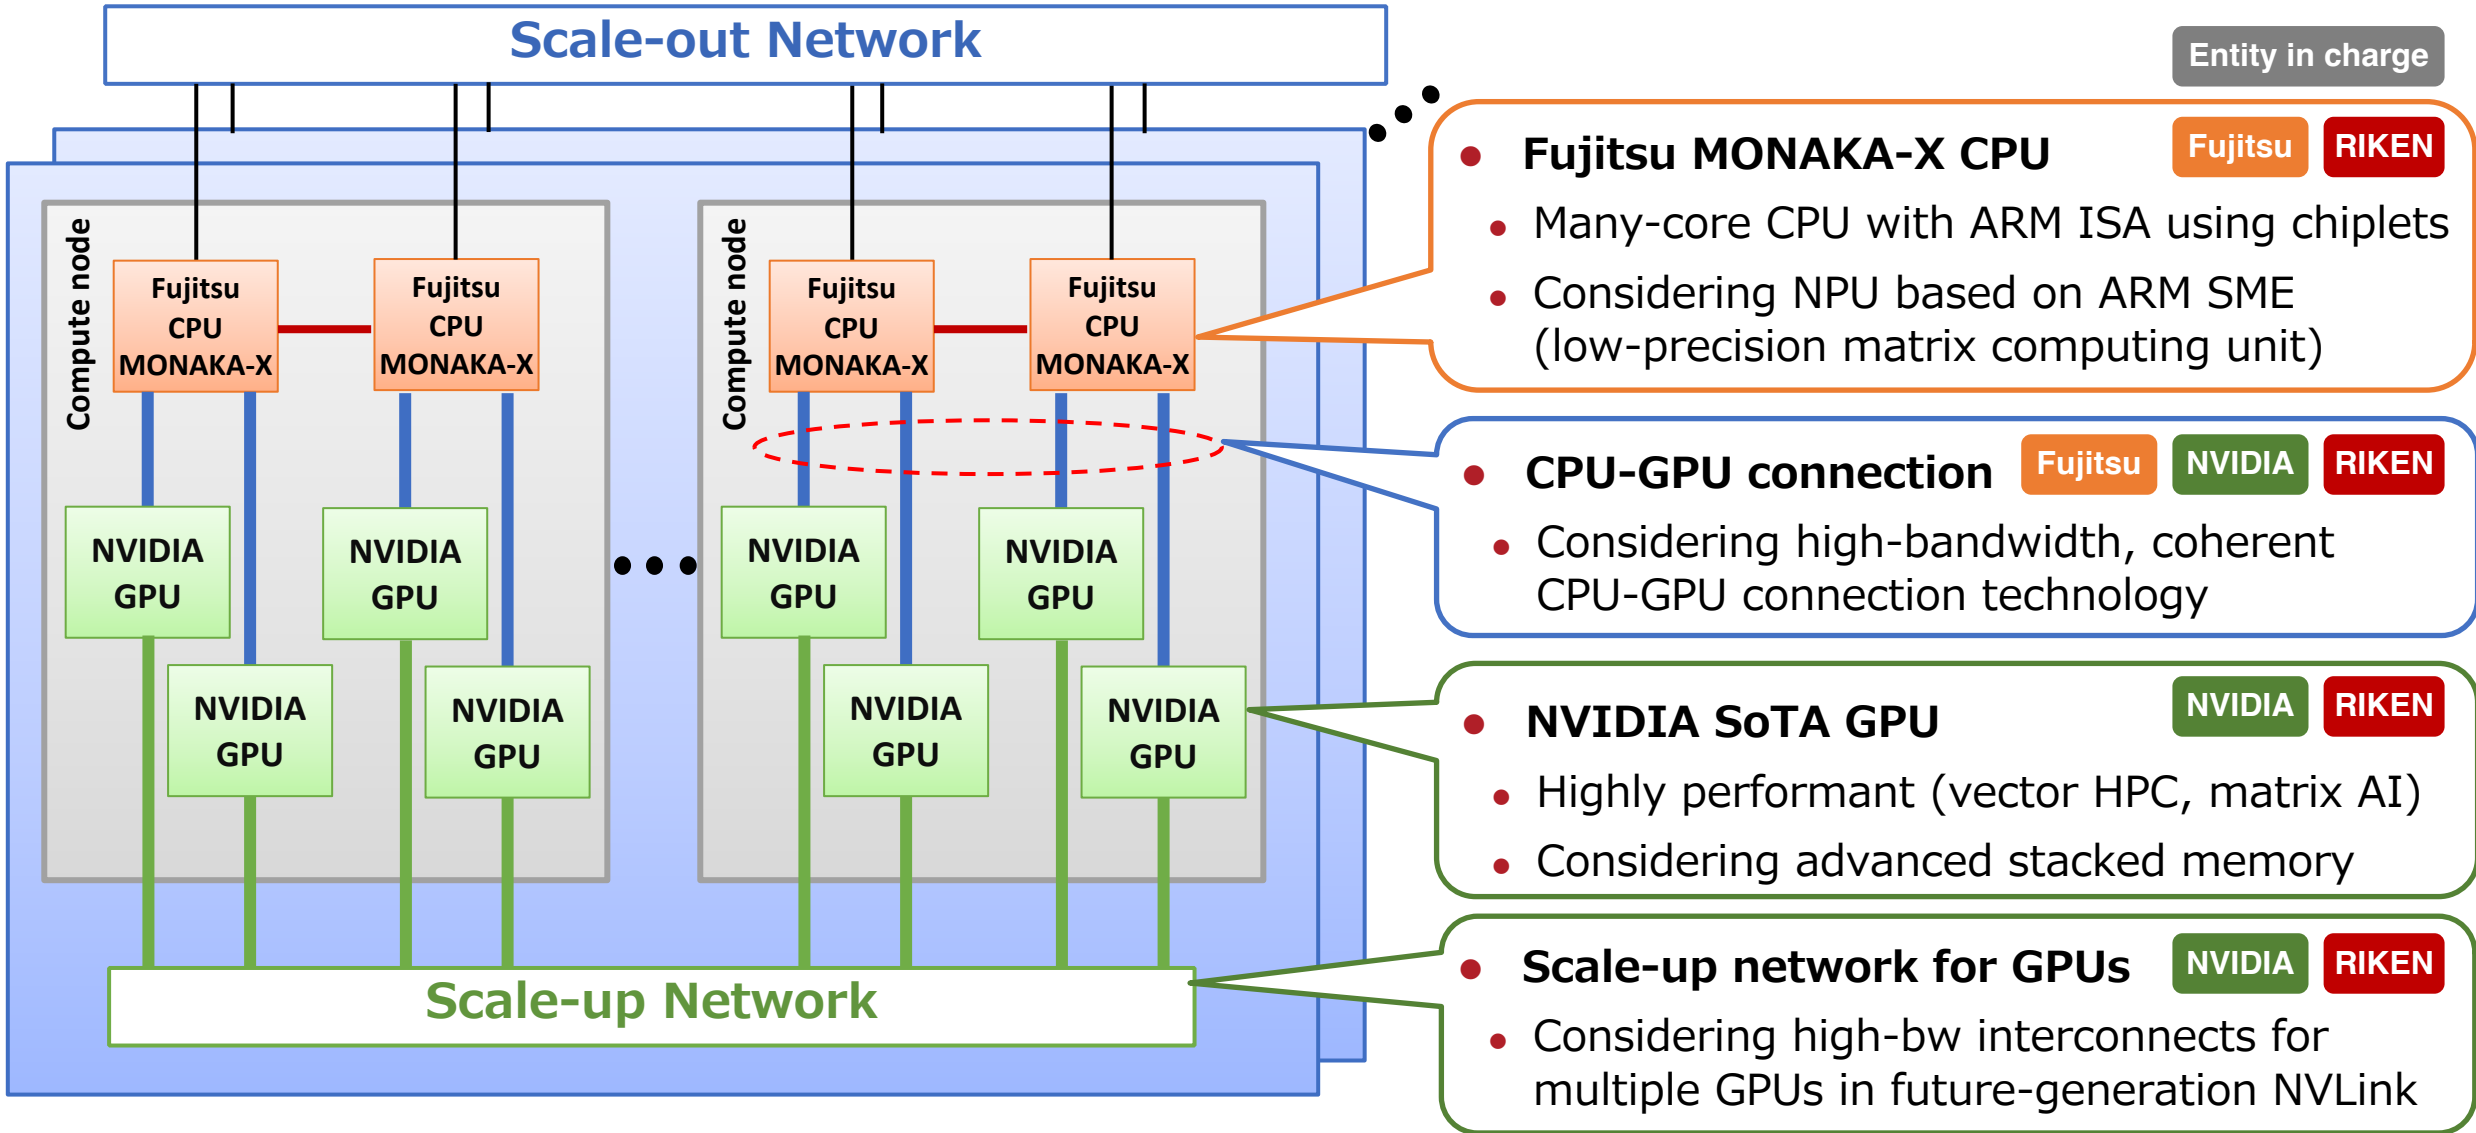 Scale-out Network
Entity in charge
Compute node
Fujitsu
CPU
MONAKA-X
Fujitsu
CPU
MONAKA-X
NVIDIA
GPU
NVIDIA
GPU
NVIDIA
GPU
NVIDIA
GPU
Compute node
Fujitsu
CPU
MONAKA-X
Fujitsu
CPU
MONAKA-X
NVIDIA
GPU
NVIDIA
GPU
NVIDIA
GPU
NVIDIA
GPU
Scale-up Network
• Fujitsu MONAKA-X CPU Fujitsu RIKEN
• Many-core CPU with ARM ISA using chiplets
• Considering NPU based on ARM SME
(low-precision matrix computing unit)
• CPU-GPU connection Fujitsu NVIDIA RIKEN
• Considering high-bandwidth, coherent
CPU-GPU connection technology
• NVIDIA SoTA GPU NVIDIA RIKEN
• Highly performant (vector HPC, matrix AI)
• Considering advanced stacked memory
• Scale-up network for GPUs NVIDIA RIKEN
• Considering high-bw interconnects for
multiple GPUs in future-generation NVLink